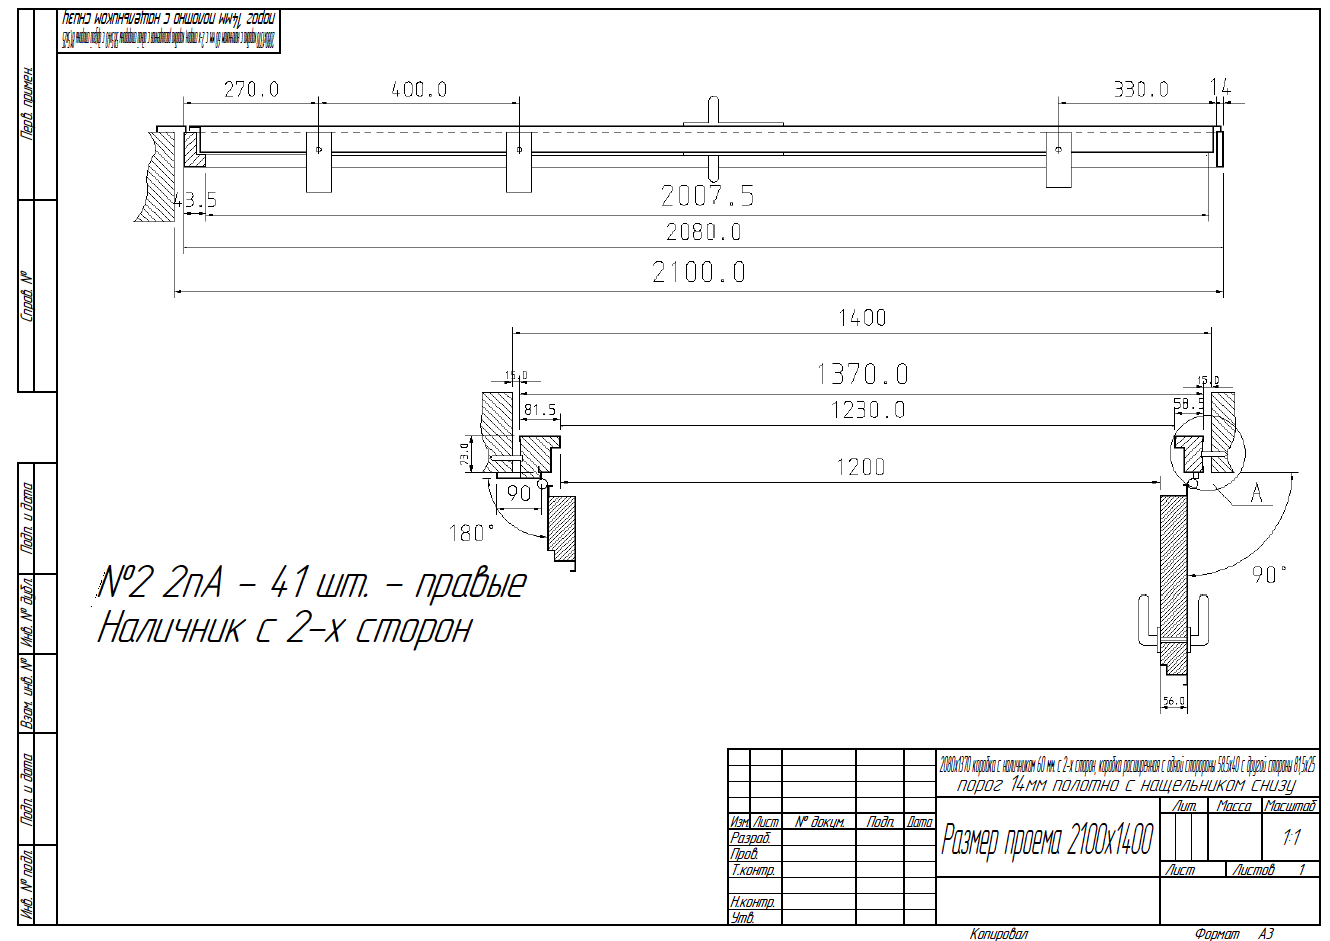 порог 14мм полотно с нащельником снизу
Перв. примен.
Справ. №
Подп. и дата
Инв. № дубл.
Взам. инв. №
Подп. и дата
Инв. № подл.
270.0
400.0
330.0
14
43.5
2007.5
2080.0
2100.0
1400
15.0
1370.0
15.0
81.5
1230.0
58.5
1200
90
180°
А
90°
56.0
№2 2пА - 41 шт. - правые
Наличник с 2-х сторон
2080х1370 коробка с наличником 60 мм. с 2-х сторон, коробка расширенная с одной сторороны 58.5х40 с другой стороны 81,5х25
порог 14мм полотно с нащельником снизу
Изм. Лист № докум. Подп. Дата
Разраб.
Пров.
Т.контр.
Н.контр.
Утв.
Размер проема 2100х1400
Лит. Масса Масштаб
1:1
Лист Листов 1
Копировал Формат А3